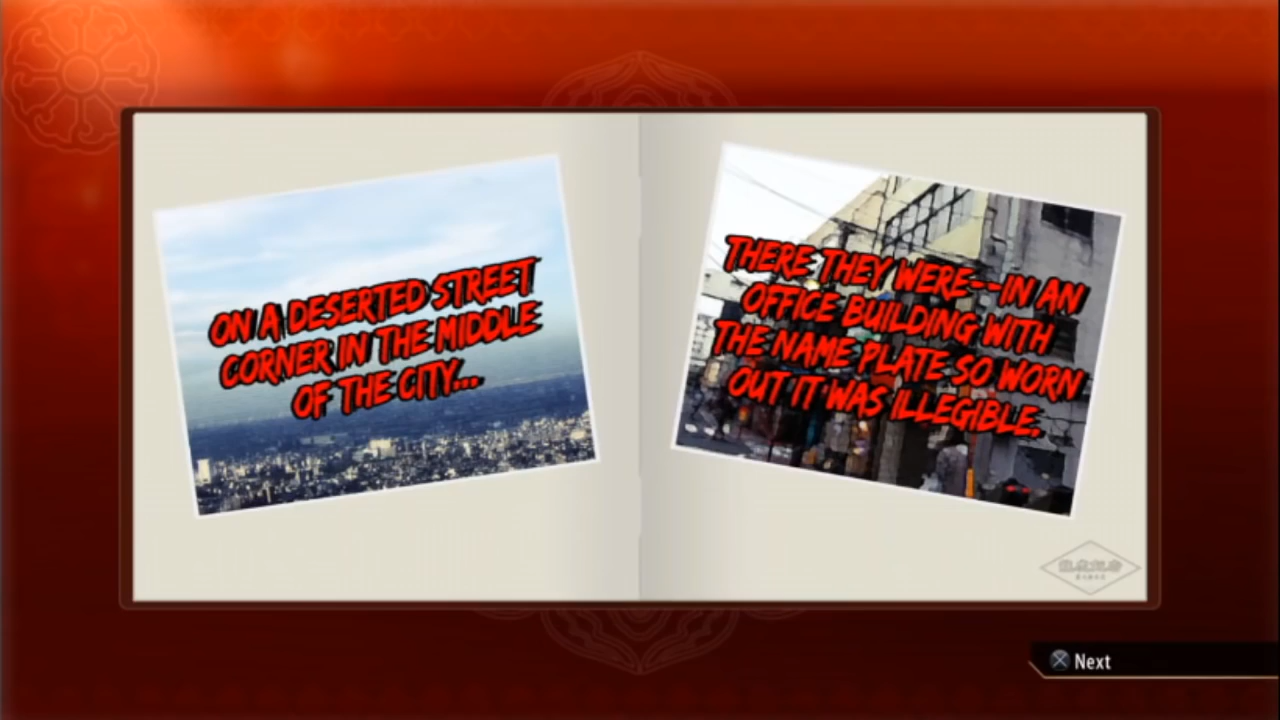 ON A DESERTED STREET
CORNER IN THE MIDDLE
OF THE CITY...
THERE THEY WERE--IN AN
OFFICE BUILDING WITH
THE NAME PLATE SO WORN
OUT IT WAS ILLEGIBLE.
Next